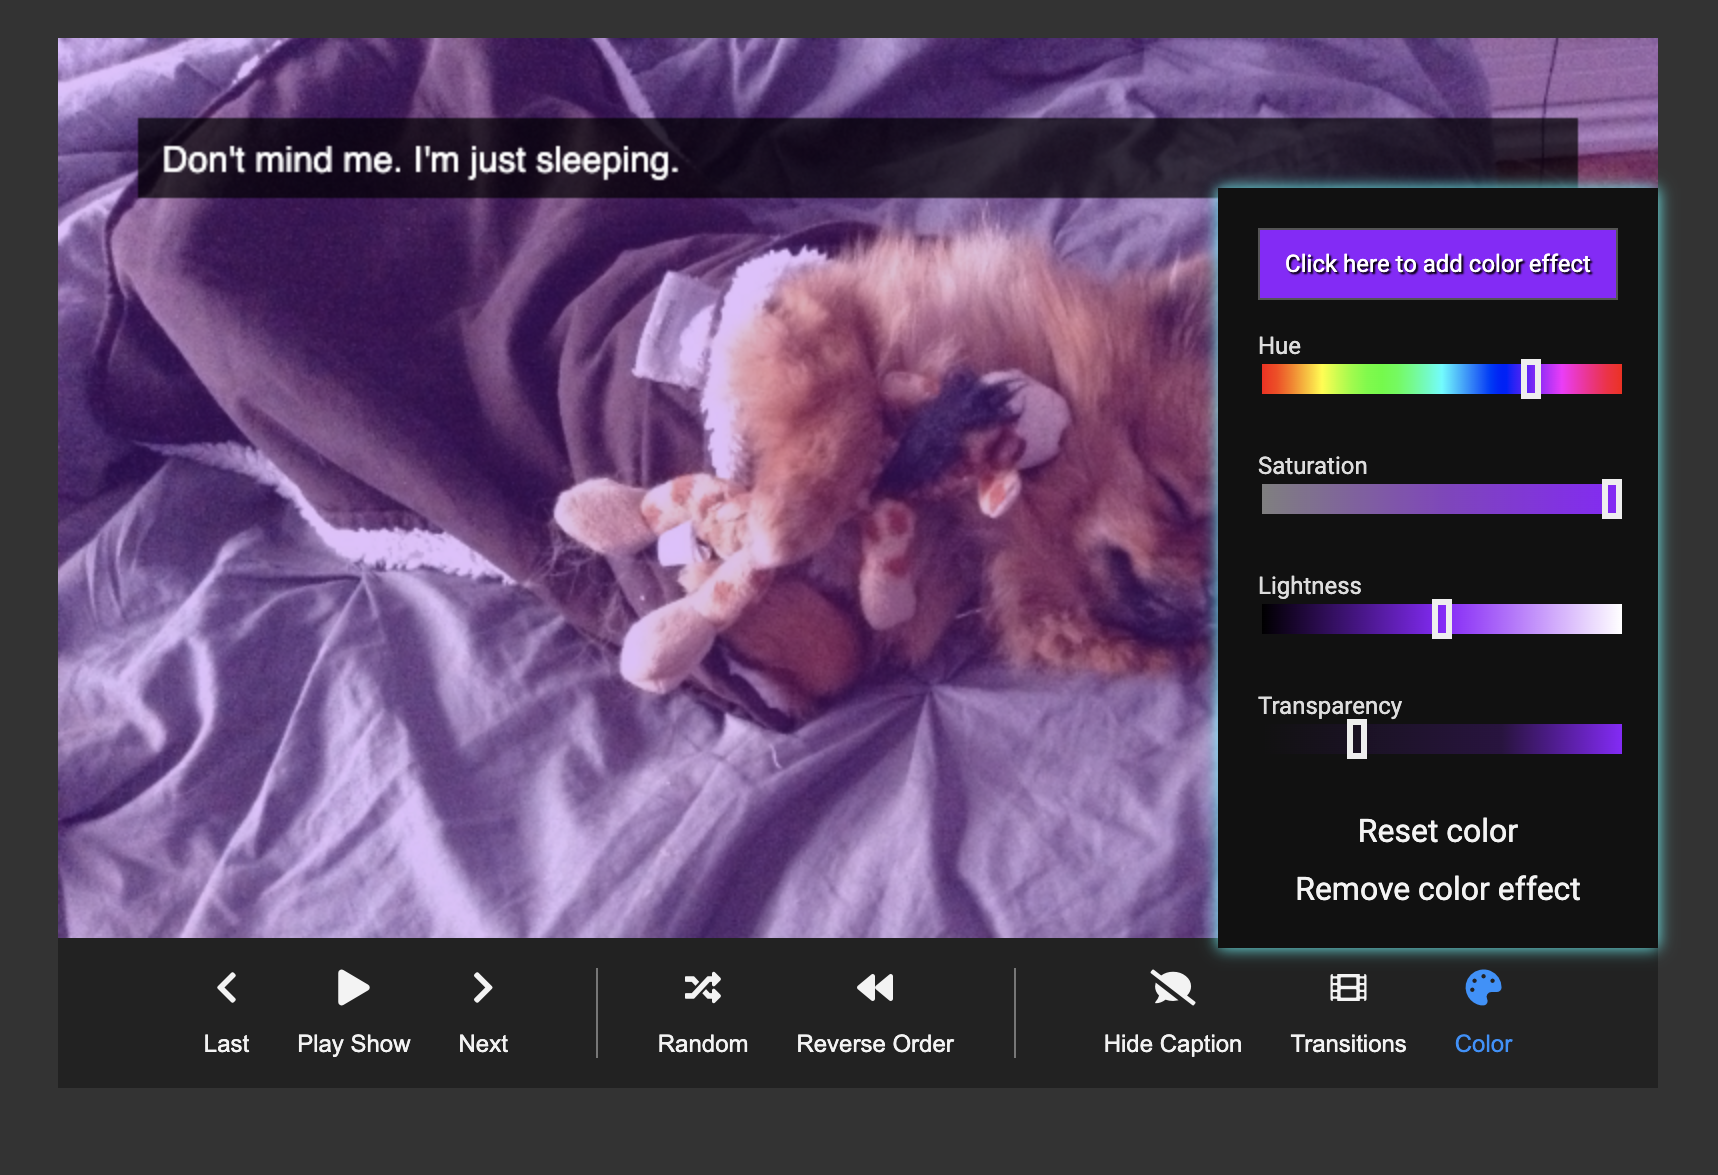 Don't mind me. I'm just sleeping.
Click here to add color effect
Hue
Saturation
Lightness
Transparency
Reset color
Remove color effect
Last
Play Show
Next
Random
Reverse Order
Hide Caption
Transitions
Color